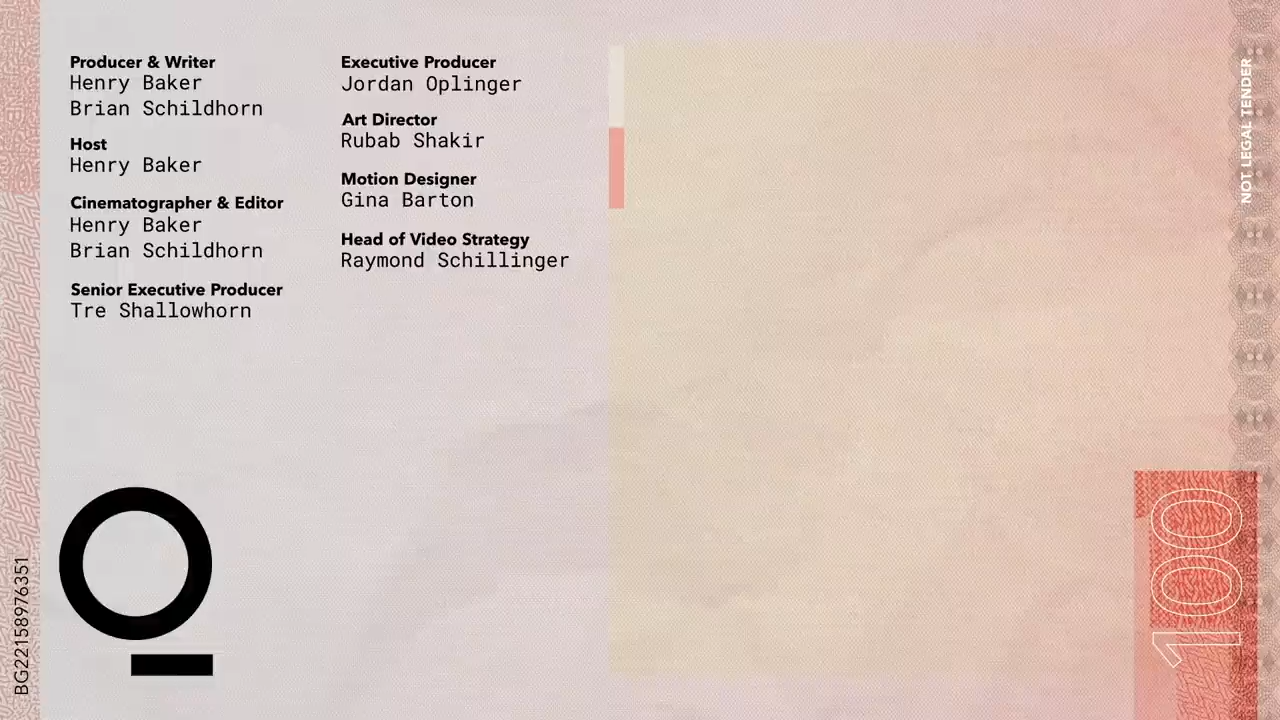 Producer & Writer
Henry Baker
Brian Schildhorn
Host
Henry Baker
Cinematographer & Editor
Henry Baker
Brian Schildhorn
Senior Executive Producer
Tre Shallowhorn
Executive Producer
Jordan Oplinger
Art Director
Rubab Shakir
Motion Designer
Gina Barton
Head of Video Strategy
Raymond Schillinger
NOT LEGAL TENDER
BG22158976351
100